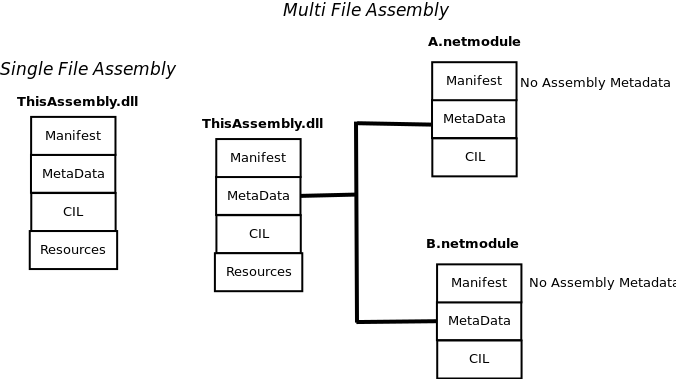 Multi File Assembly
Single File Assembly
ThisAssembly.dll
Manifest
MetaData
CIL
Resources
ThisAssembly.dll
Manifest
MetaData
CIL
Resources
A.netmodule
Manifest
No Assembly Metadata
MetaData
CIL
B.netmodule
Manifest
No Assembly Metadata
MetaData
CIL